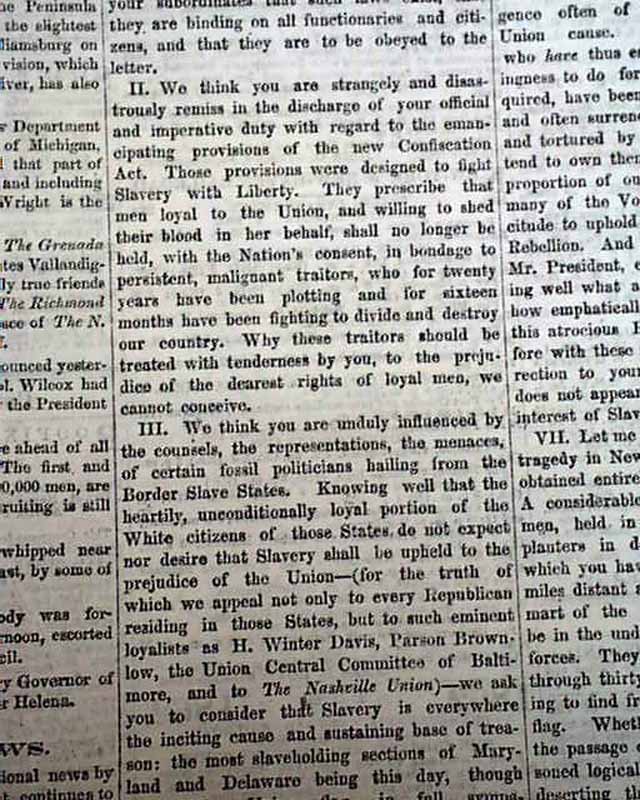 he Peninsula
the slightest
lliamsburg on
vision, which
iver, has also
s Department
of Michigan,
l that part of
and including
Wright is the
The Grenada
tes Vallandig-
lly true friends
The Richmond
ace of The N.
ounced yester-
ol. Wilcox had
the President
e ahead of all
The first and
0,000 men, are
ruiting is still
whipped near
ast, by some of
ody was for-
rnoon, escorted
cil.
y Governor of
r Helena.
WS.
ional news by
t continues to
your subordinates that such laws exist,
they are binding on all functionaries and citi-
zens, and that they are to be obeyed to the
letter.
II. We think you are strangely and disas-
trously remiss in the discharge of your official
and imperative duty with regard to the eman-
cipating provisions of the new Confiscation
Act. Those provisions were designed to fight
Slavery with Liberty. They prescribe that
men loyal to the Union, and willing to shed
their blood in her behalf, shall no longer be
held, with the Nation's consent, in bondage to
persistent, malignant traitors, who for twenty
years have been plotting and for sixteen
months have been fighting to divide and destroy
our country. Why these traitors should be
treated with tenderness by you, to the preju-
dice of the dearest rights of loyal men, we
cannot conceive.
III. We think you are unduly influenced by
the counsels, the representations, the menaces,
of certain fossil politicians hailing from the
Border Slave States. Knowing well that the
heartily, unconditionally loyal portion of the
White citizens of those States do not expect
nor desire that Slavery shall be upheld to the
prejudice of the Union—(for the truth of
which we appeal not only to every Republican
residing in those States, but to such eminent
loyalists as H. Winter Davis, Parson Brown-
low, the Union Central Committee of Balti-
more, and to The Nashville Union)—we ask
you to consider that Slavery is everywhere
the inciting cause and sustaining base of trea-
son: the most slaveholding sections of Mary-
land and Delaware being this day, though
in full sympa-
gence often of
Union cause.
who have thus
ingness to do for
quired, have been
and often surren
and tortured by
tend to own the
proportion of ou
many of the Vo
citude to uphold
Rebellion. And
Mr. President,
ing well what a
how emphaticall
this atrocious
fore with these
rection to your
does not appear
interest of Slav
VII. Let me
tragedy in New
obtained entire
A considerable
men, held in
planters in d
which you hav
miles distant
mart of the
be in the und
forces. They
through thirty
ing to find fr
flag. Wheth
the passage
soned logical
deserting th